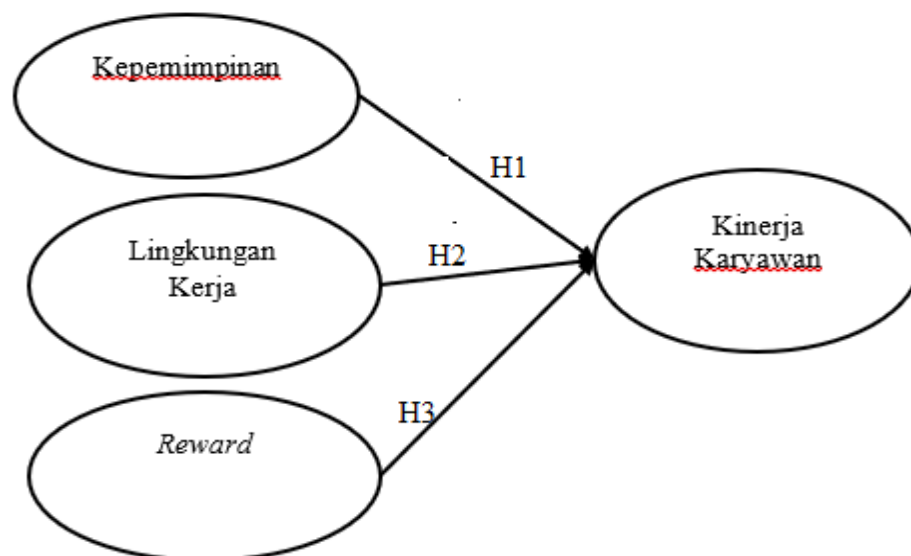 Kepemimpinan
H1
Lingkungan
Kerja
H2
Kinerja
Karyawan
H3
Reward